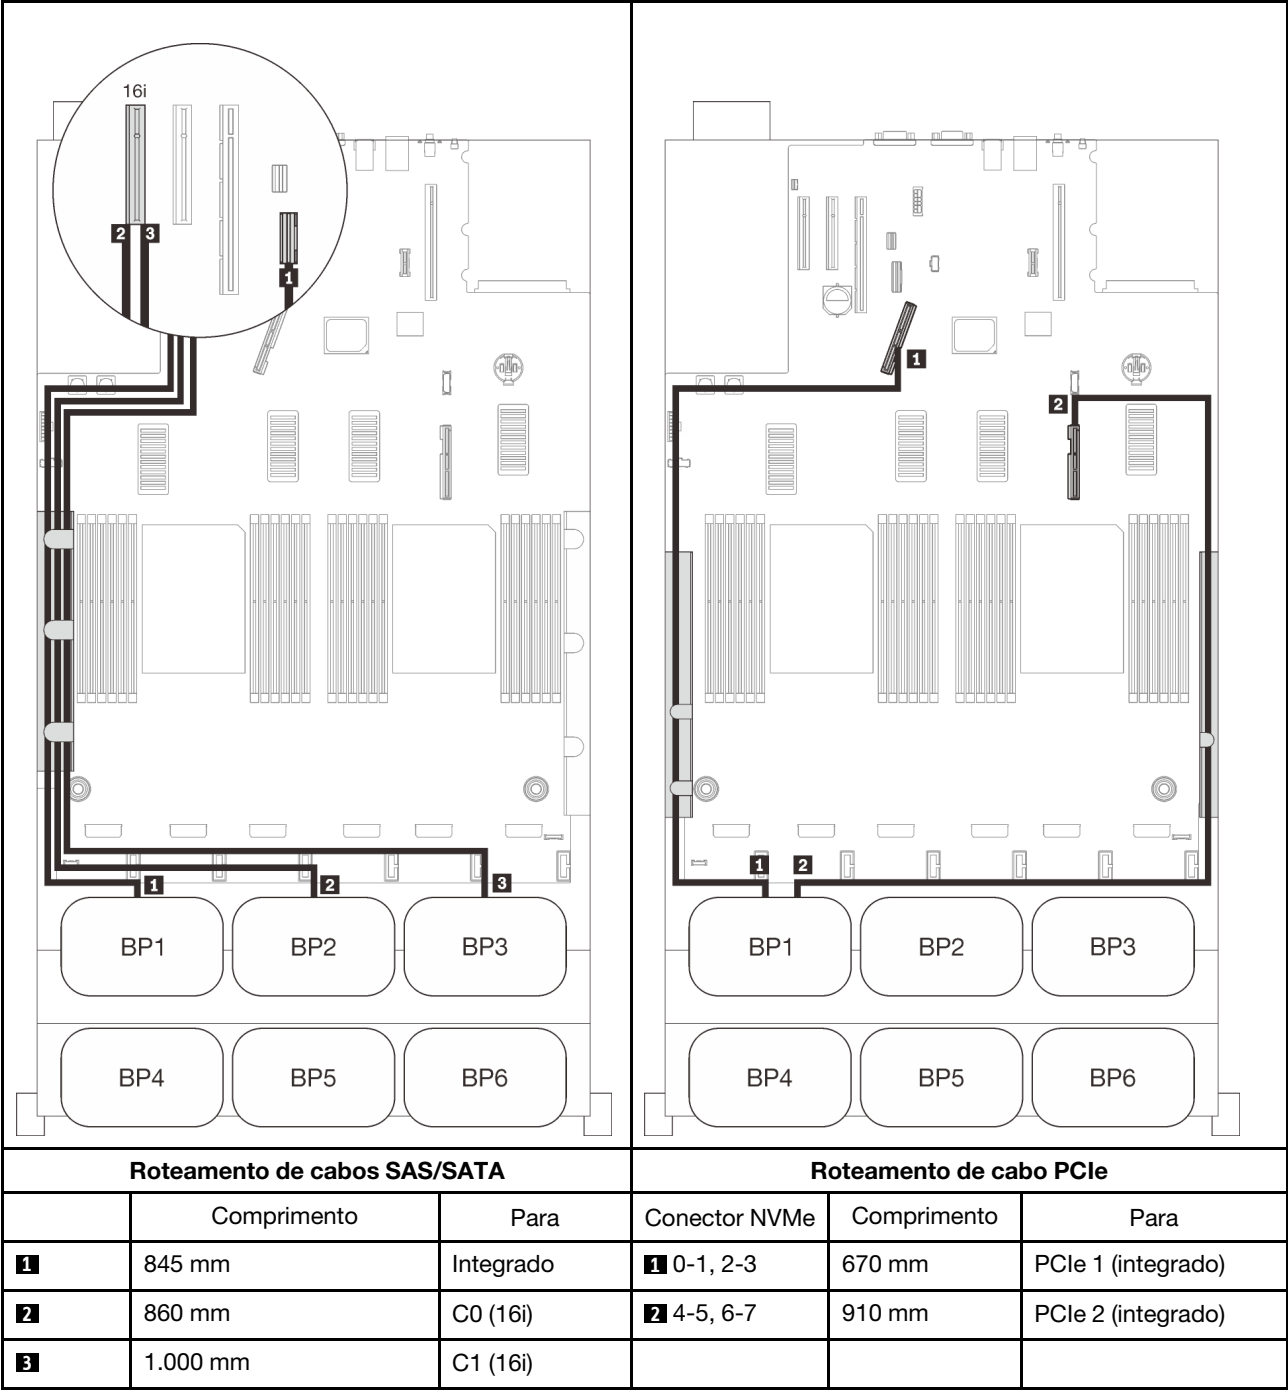 16i
2 3
1
1
2
3
BP1 BP2 BP3
BP4 BP5 BP6
1
2
1 2
BP1 BP2 BP3
BP4 BP5 BP6
Roteamento de cabos SAS/SATA
Roteamento de cabo PCIe
Comprimento Para Conector NVMe Comprimento Para
1 845 mm Integrado 1 0-1, 2-3 670 mm PCIe 1 (integrado)
2 860 mm C0 (16i) 2 4-5, 6-7 910 mm PCIe 2 (integrado)
3 1.000 mm C1 (16i)